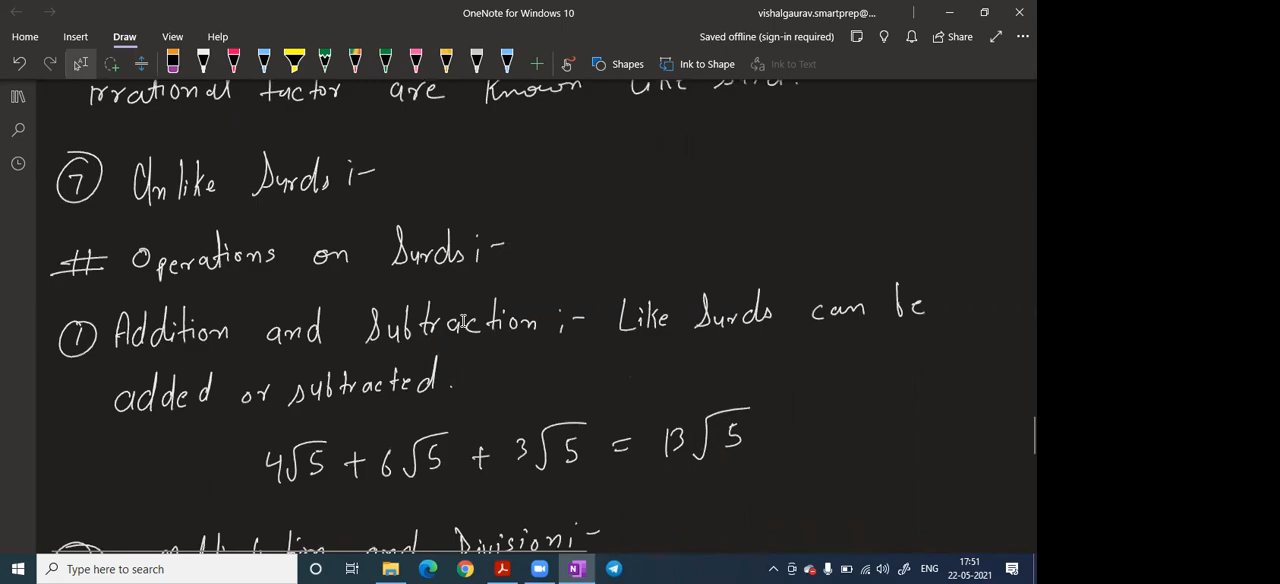 OneNote for Windows 10
vishalgaurav.smartprep@...
Home Insert Draw View Help
Saved offline (sign-in required)
Share
Shapes
Ink to Shape
Ink to Text
irrational factor are known like surd.
7 Unlike Surds :-
# Operations on Surds :-
1 Addition and Subtraction :- Like Surds can be
added or subtracted.
4√5 + 6√5 + 3√5 = 13√5
multiplication and Division :-
Type here to search
ENG
17:51
22-05-2021